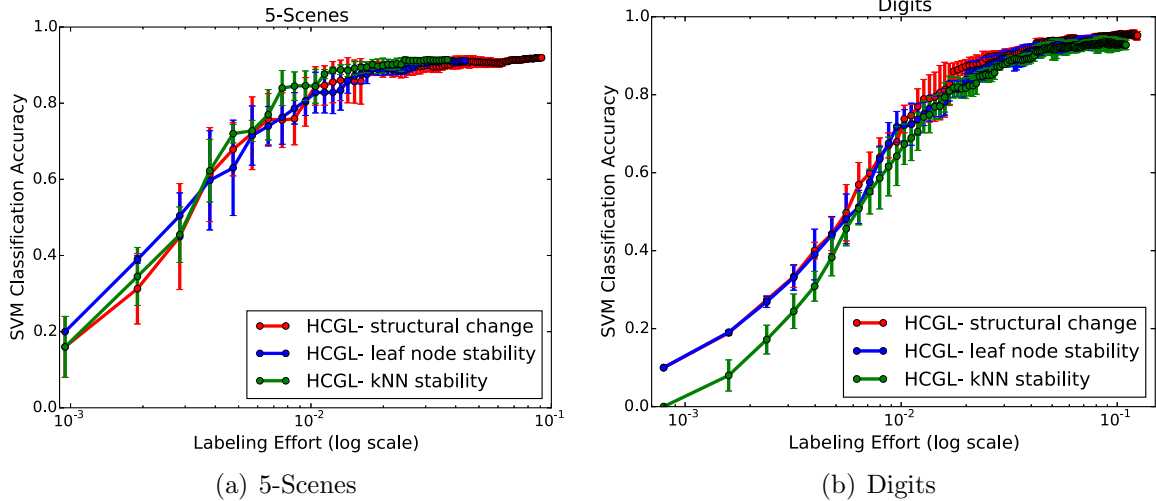 5-Scenes
1.0
0.8
0.6
0.4
0.2
0.0
SVM Classification Accuracy
HCGL- structural change
HCGL- leaf node stability
HCGL- kNN stability
10⁻³
10⁻²
10⁻¹
Labeling Effort (log scale)
(a) 5-Scenes
Digits
1.0
0.8
0.6
0.4
0.2
0.0
SVM Classification Accuracy
HCGL- structural change
HCGL- leaf node stability
HCGL- kNN stability
10⁻³
10⁻²
10⁻¹
Labeling Effort (log scale)
(b) Digits